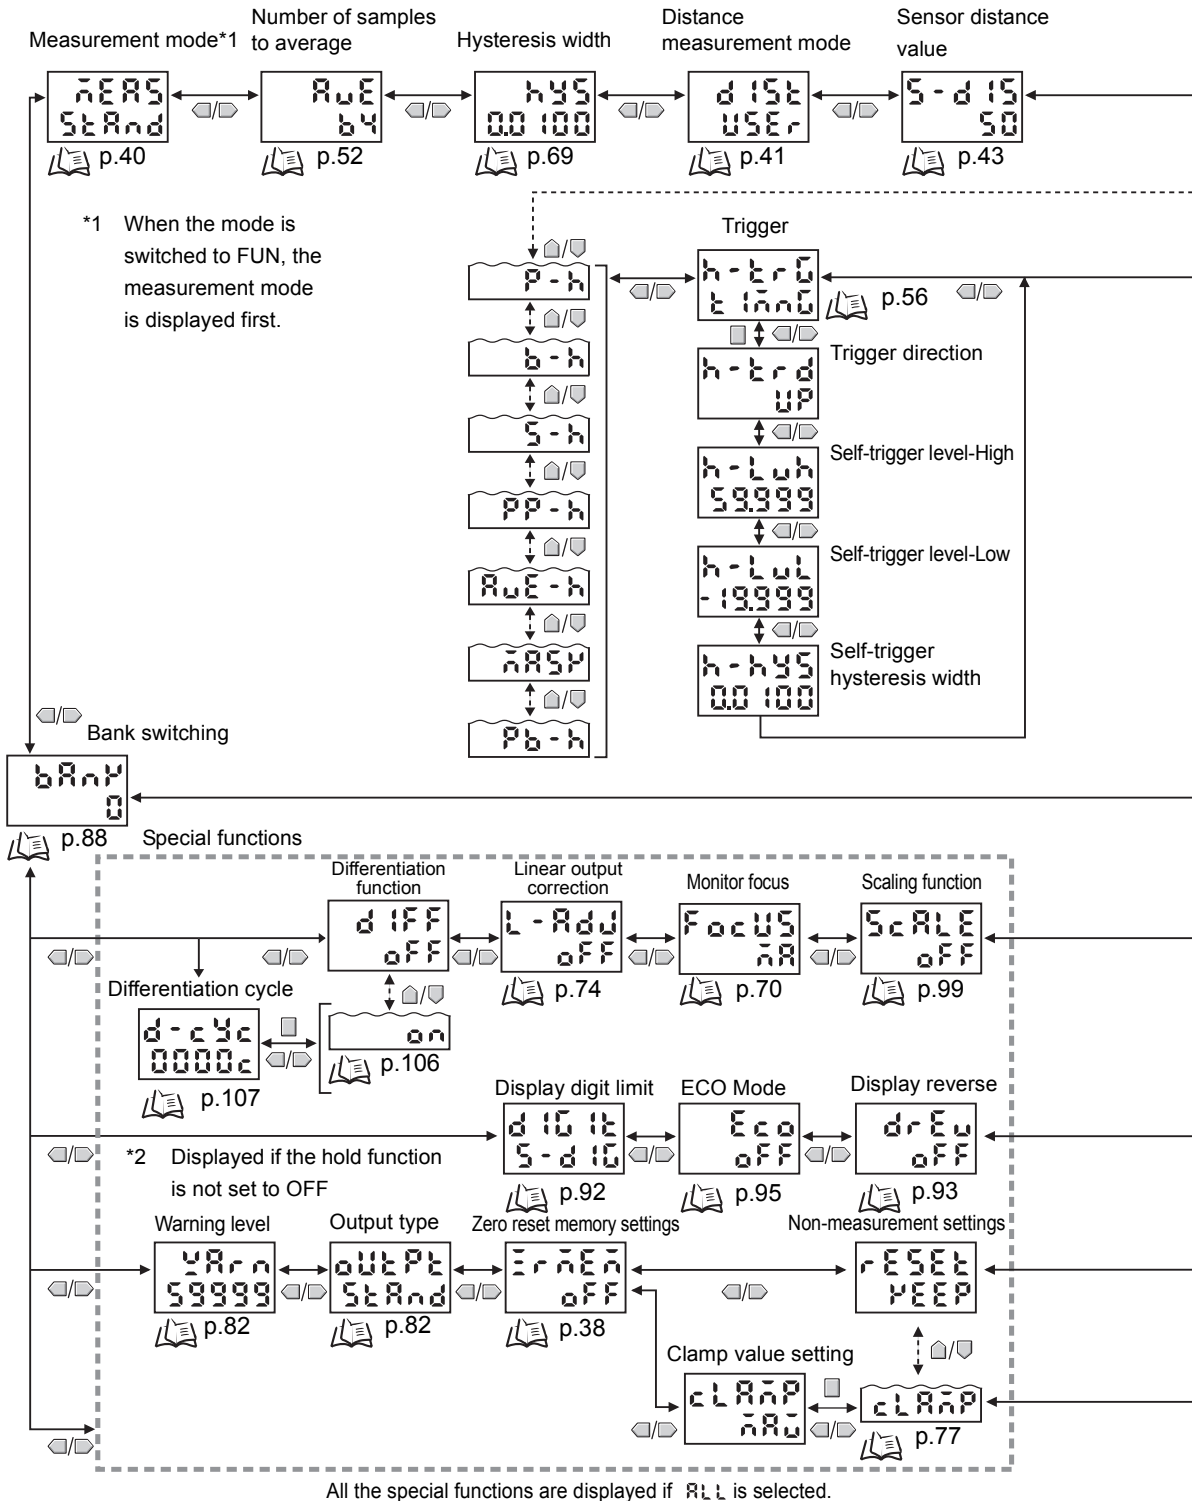 Measurement mode*1
Number of samples
to average
Hysteresis width
Distance
measurement mode
Sensor distance
value
MEAS
StAnd
p.40
AvE
64
p.52
hYS
0.0100
p.69
dISt
USEr
p.41
S-dIS
50
p.43
*1 When the mode is
switched to FUN, the
measurement mode
is displayed first.
P-h
b-h
S-h
PP-h
AvE-h
MASK
Pb-h
Trigger
h-trG
tIMnG
p.56
Trigger direction
h-trd
UP
Self-trigger level-High
h-Lvh
59.999
Self-trigger level-Low
h-LvL
-19.999
Self-trigger
hysteresis width
h-hYS
0.0100
Bank switching
bAnK
0
p.88
Special functions
Differentiation
function
dIFF
oFF
on
p.106
Linear output
correction
L-AdJ
oFF
p.74
Monitor focus
FocUS
MA
p.70
Scaling function
ScALE
oFF
p.99
Differentiation cycle
d-cYc
0000c
p.107
Display digit limit
dIGIt
S-dIG
p.92
ECO Mode
Eco
oFF
p.95
Display reverse
drEv
oFF
p.93
*2 Displayed if the hold function
is not set to OFF
Warning level
WArn
59999
p.82
Output type
oUtPt
StAnd
p.82
Zero reset memory settings
ZrMEM
oFF
p.38
Non-measurement settings
rESEt
KEEP
Clamp value setting
cLAMP
MAX
cLAMP
p.77
All the special functions are displayed if ALL is selected.